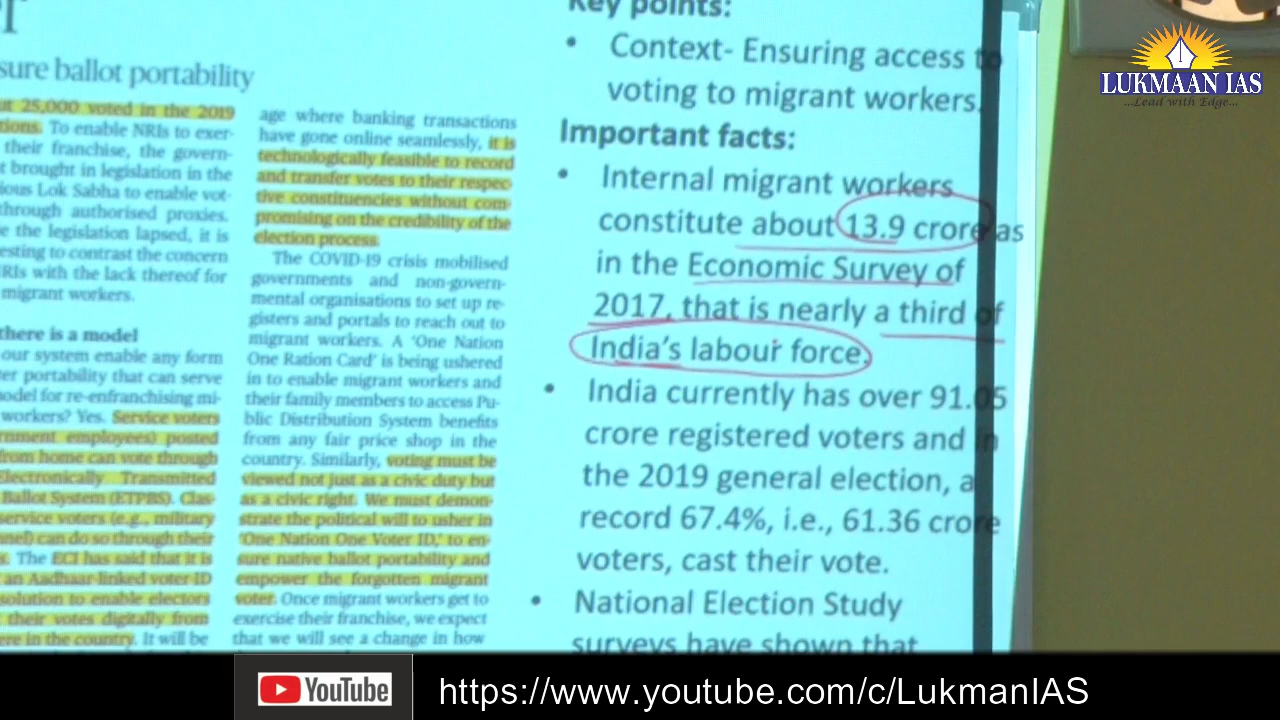 sure ballot portability
25,000 voted in the 2019
tions. To enable NRIs to exer-
their franchise, the govern-
brought in legislation in the
ious Lok Sabha to enable vot-
through authorised proxies.
e the legislation lapsed, it is
esting to contrast the concern
RIs with the lack thereof for
migrant workers.
there is a model
our system enable any form
er portability that can serve
odel for re-enfranchising mi-
workers? Yes. Service voters
rnment employees) posted
from home can vote through
Electronically Transmitted
Ballot System (ETPBS). Clas-
service voters (e.g., military
nnel) can do so through their
The ECI has said that it is
an Aadhaar-linked voter ID
solution to enable electors
their votes digitally from
ere in the country. It will be
age where banking transactions
have gone online seamlessly, it is
technologically feasible to record
and transfer votes to their respec-
tive constituencies without com-
promising on the credibility of the
election process.
The COVID-19 crisis mobilised
governments and non-govern-
mental organisations to set up re-
gisters and portals to reach out to
migrant workers. A 'One Nation
One Ration Card' is being ushered
in to enable migrant workers and
their family members to access Pu-
blic Distribution System benefits
from any fair price shop in the
country. Similarly, voting must be
viewed not just as a civic duty but
as a civic right. We must demon-
strate the political will to usher in
'One Nation One Voter ID,' to en-
sure native ballot portability and
empower the forgotten migrant
voter. Once migrant workers get to
exercise their franchise, we expect
that we will see a change in how
Key points:
• Context- Ensuring access to
voting to migrant workers.
Important facts:
• Internal migrant workers
constitute about 13.9 crore as
in the Economic Survey of
2017, that is nearly a third of
India's labour force.
• India currently has over 91.05
crore registered voters and in
the 2019 general election, a
record 67.4%, i.e., 61.36 crore
voters, cast their vote.
• National Election Study
surveys have shown that
LUKMAAN IAS
...Lead with Edge...
YouTube
https://www.youtube.com/c/LukmanIAS